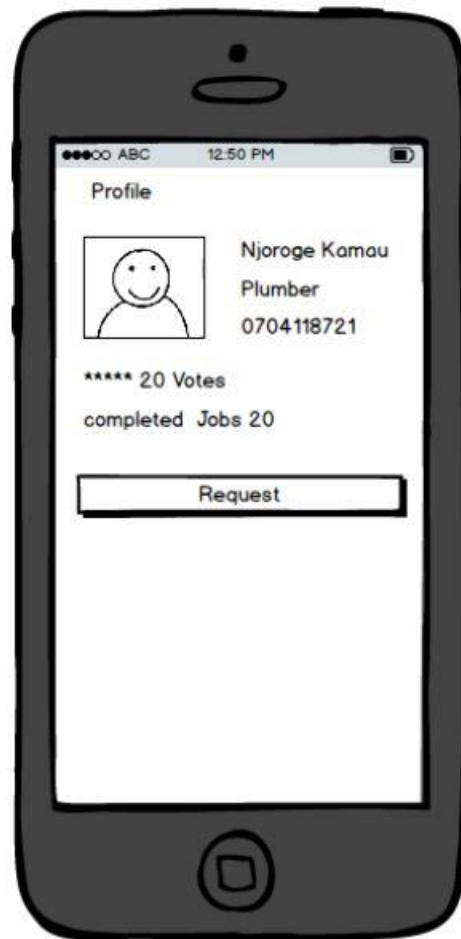 ABC 12:50 PM
Profile
Njoroge Kamau
Plumber
0704118721
***** 20 Votes
completed Jobs 20
Request